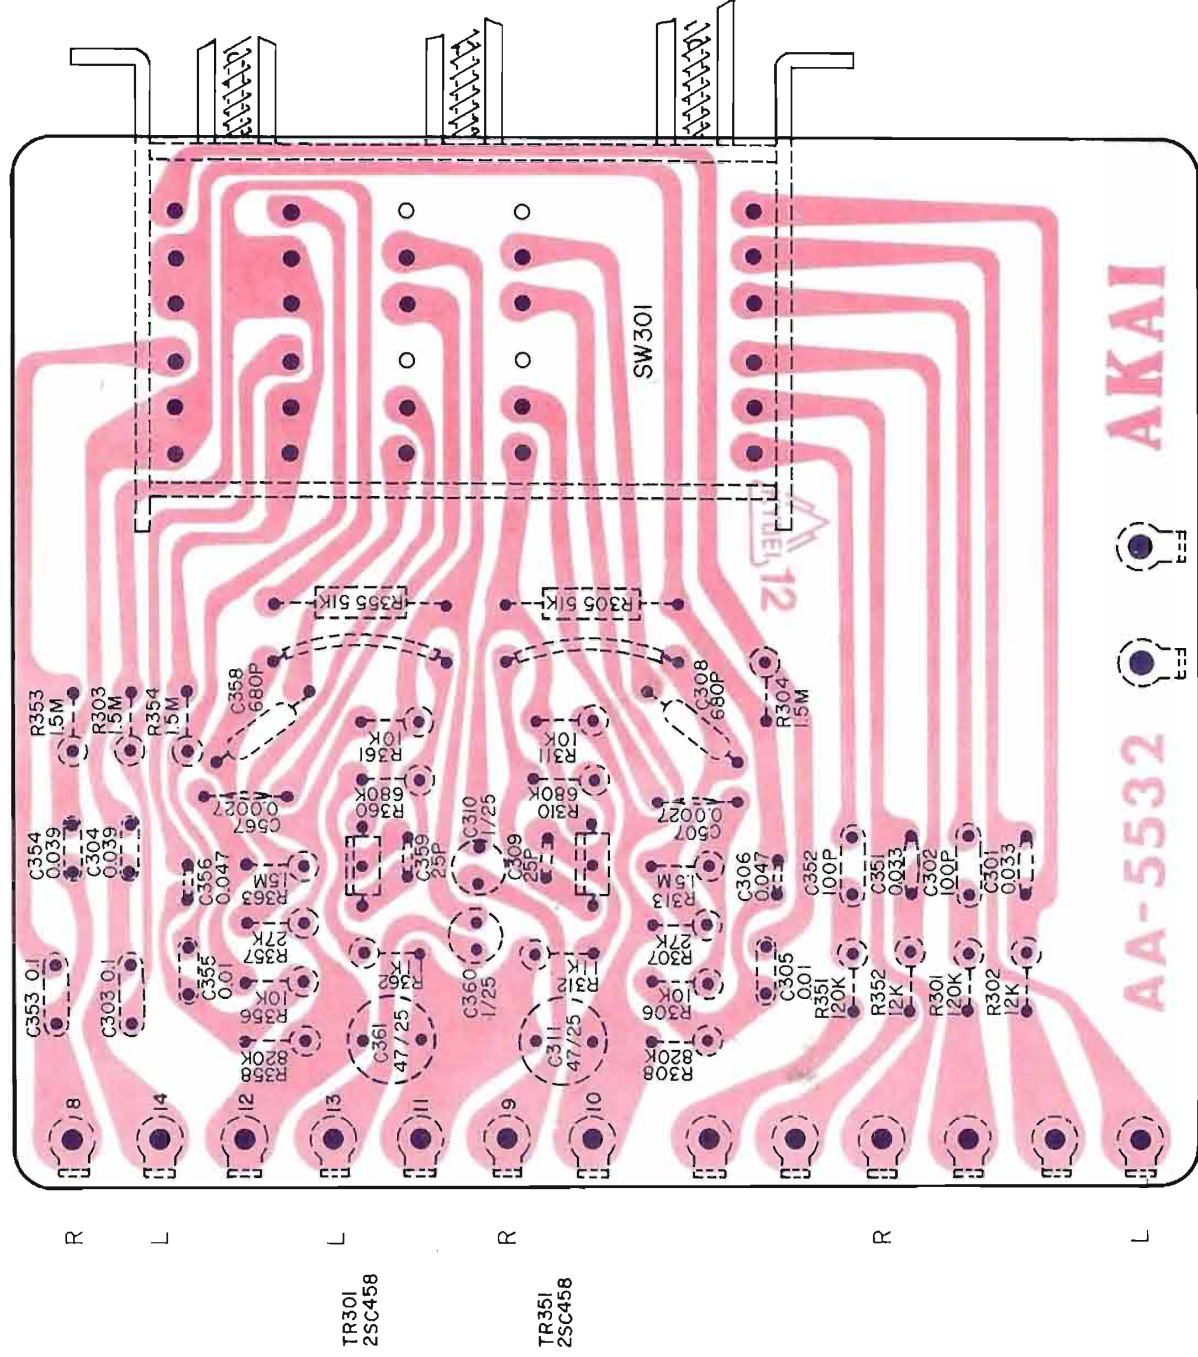 SW301
AKAI
12
R355 51K
R305 51K
R353
1.5M
R303
1.5M
R354
1.5M
C358
680P
C308
680P
R304
1.5M
10K
R361
10K
R311
680K
R360
680K
R310
C567
0.0027
C507
0.0027
C354
0.039
C304
0.039
C356
0.047
1.5M
R363
C359
25P
C310
1/25
C309
25P
1.5M
R313
C306
0.047
C352
100P
C351
0.033
C302
100P
C301
0.033
AA-5532
C353 0.1
C303 0.1
C355
0.01
27K
R357
10K
R356
820K
R358
1K
R362
C361
47/25
C360
1/25
1K
R312
C311
47/25
27K
R307
10K
R306
820K
R308
C305
0.01
R351
120K
R352
12K
R301
120K
R302
12K
8
14
12
13
11
9
10
R
L
L
R
R
L
TR301
2SC458
TR351
2SC458